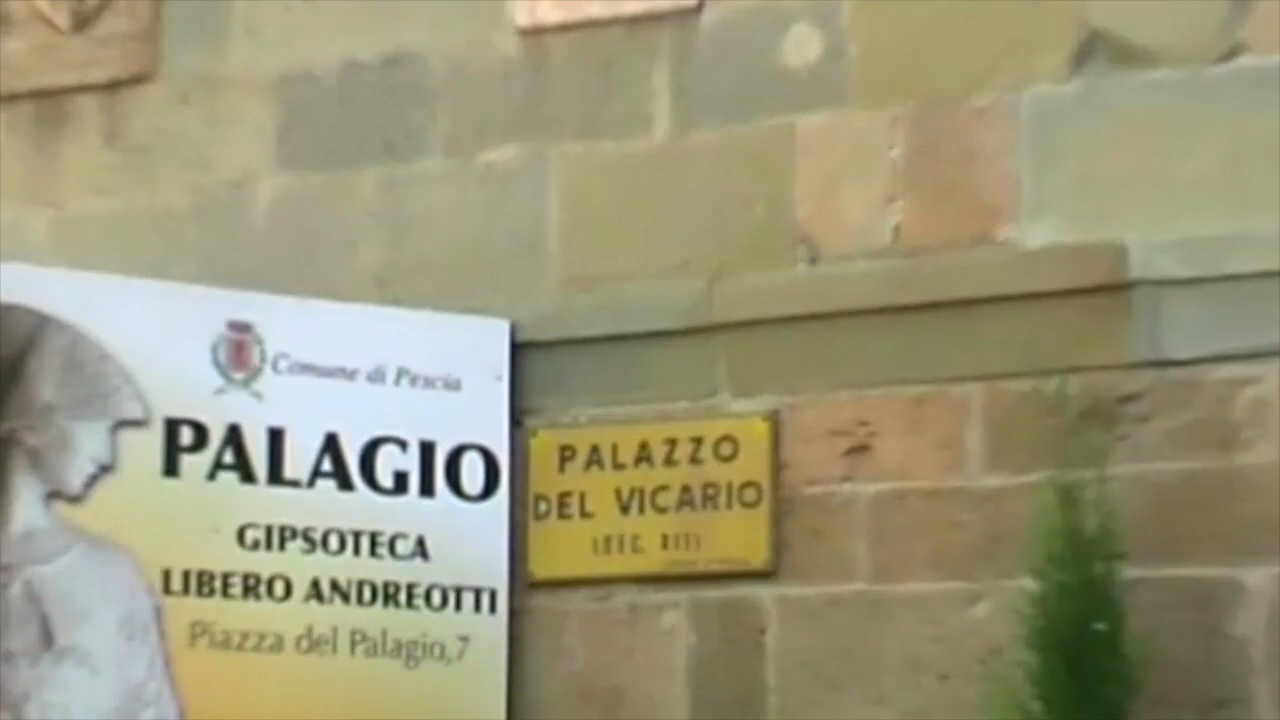 Comune di Pescia
PALAGIO
GIPSOTECA
LIBERO ANDREOTTI
Piazza del Palagio,7
PALAZZO
DEL VICARIO